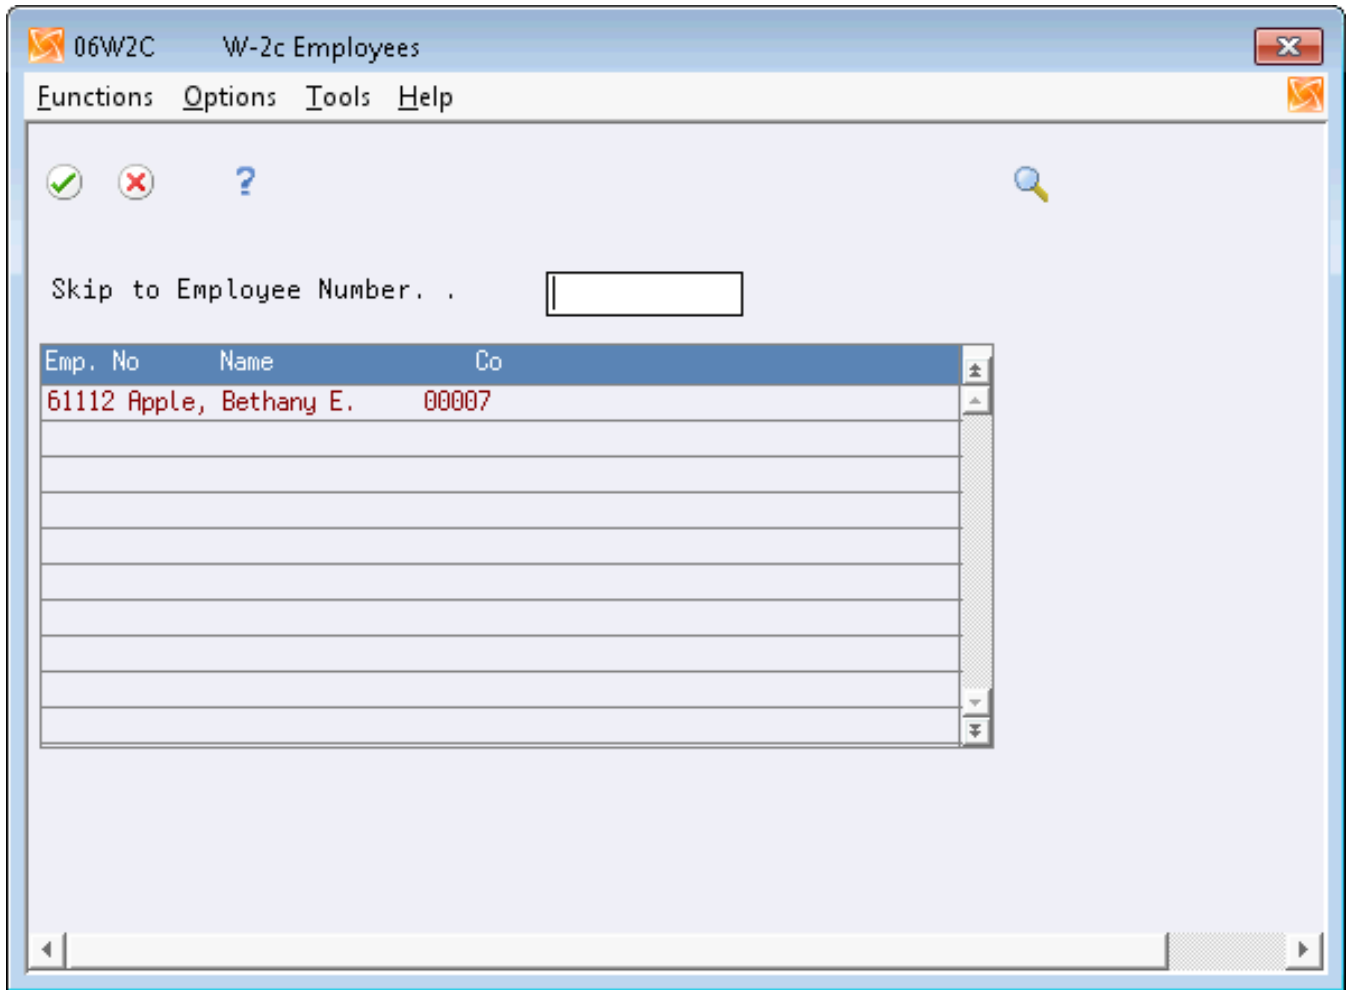 06W2C W-2c Employees
Functions Options Tools Help
?
Skip to Employee Number. .
Emp. No Name Co
61112 Apple, Bethany E. 00007